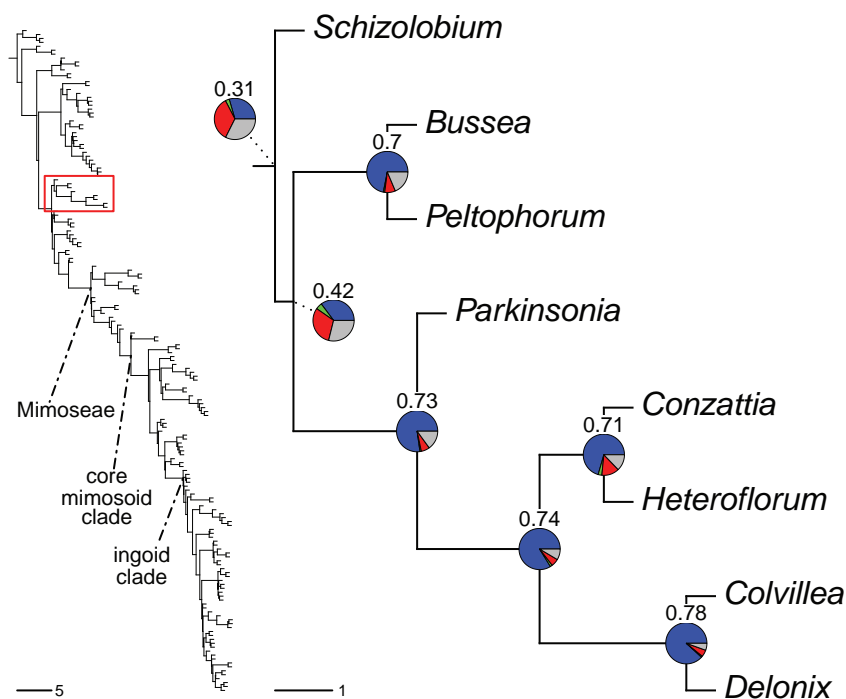 Schizolobium
0.31
Bussea
0.7
Peltophorum
0.42
Parkinsonia
0.73
Conzattia
0.71
Heteroflorum
0.74
Colvillea
0.78
Delonix
Mimoseae
core
mimosoid
clade
ingoid
clade
5
1